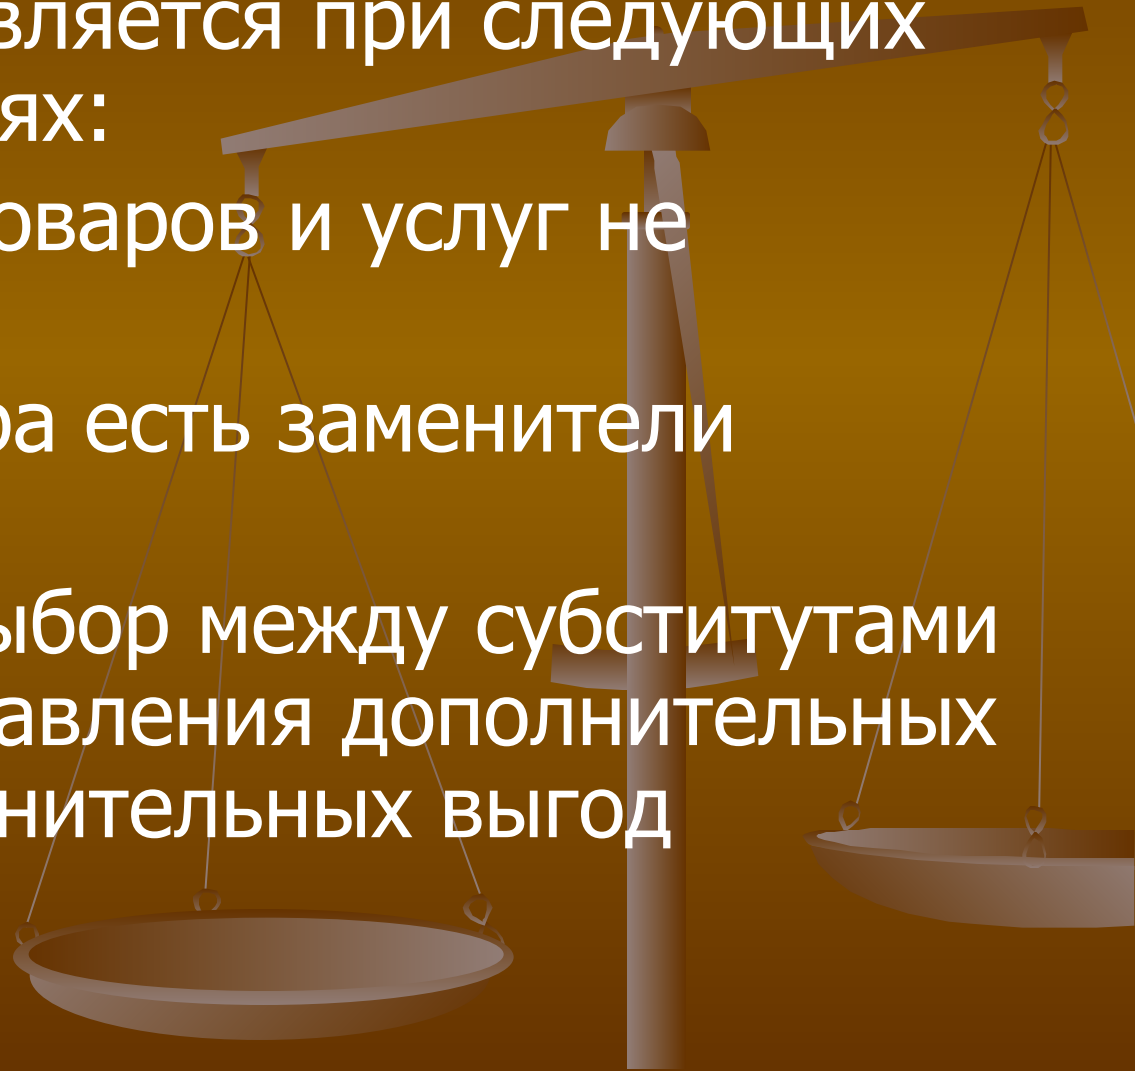 вляется при следующих
ях:
оваров и услуг не
ра есть заменители
ыбор между субститутами
авления дополнительных
нительных выгод